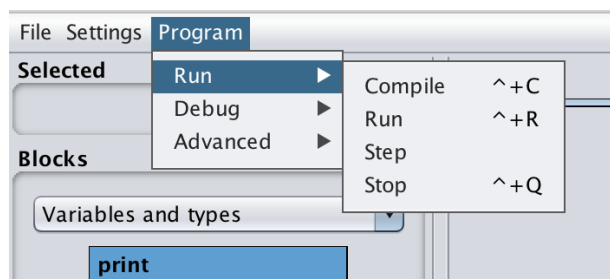 File Settings Program
Selected
Run
Debug
Advanced
Compile ^+C
Run ^+R
Step
Stop ^+Q
Blocks
Variables and types
print